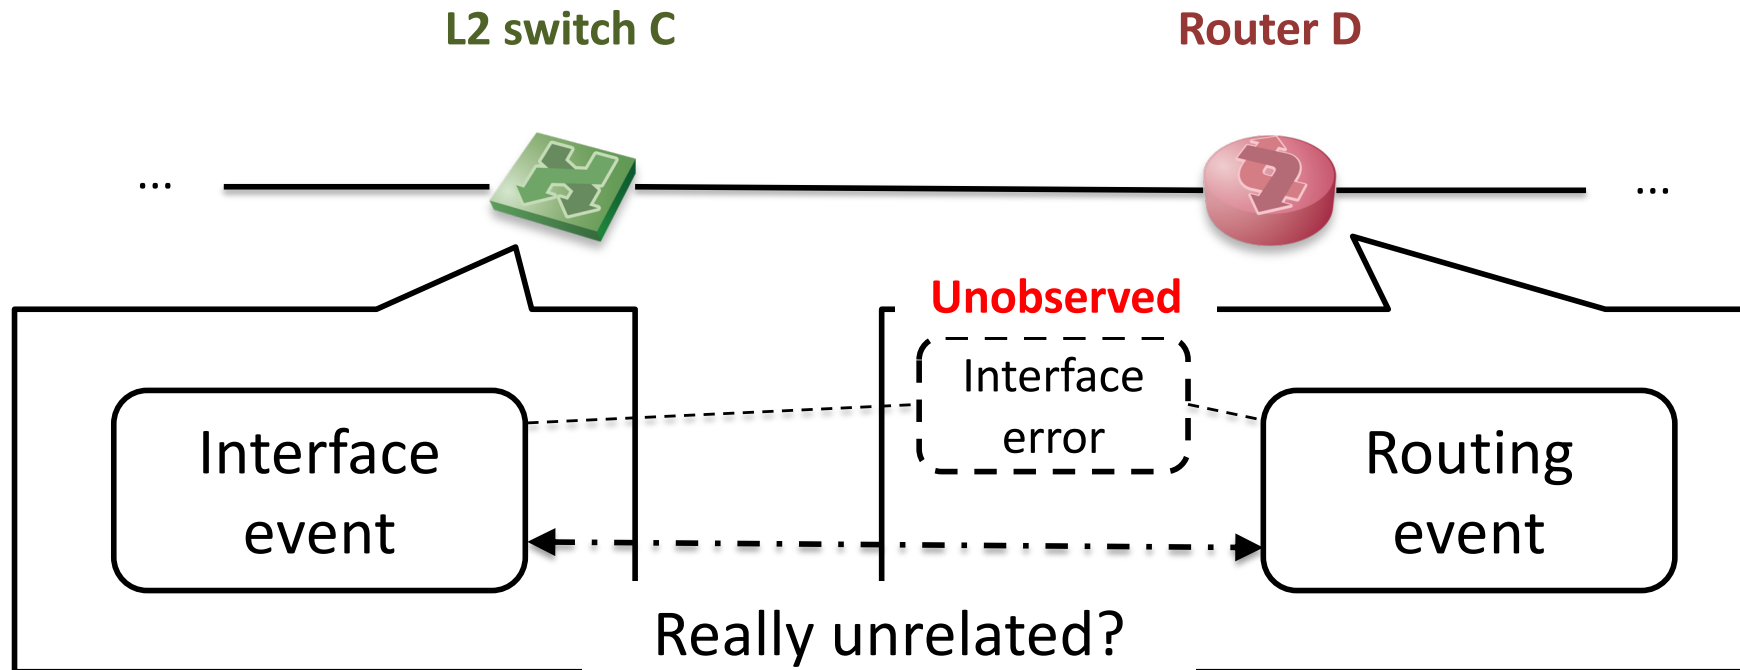 L2 switch C
Router D
...
...
Unobserved
Interface
error
Interface
event
Routing
event
Really unrelated?